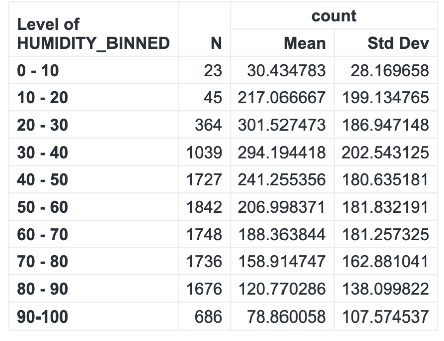 Level of HUMIDITY_BINNED N count
Mean Std Dev
0 - 10 23 30.434783 28.169658
10 - 20 45 217.066667 199.134765
20 - 30 364 301.527473 186.947148
30 - 40 1039 294.194418 202.543125
40 - 50 1727 241.255356 180.635181
50 - 60 1842 206.998371 181.832191
60 - 70 1748 188.363844 181.257325
70 - 80 1736 158.914747 162.881041
80 - 90 1676 120.770286 138.099822
90-100 686 78.860058 107.574537